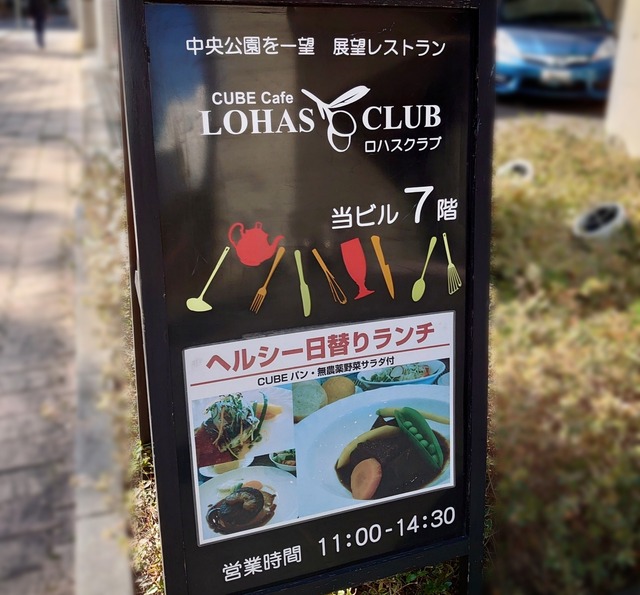 中央公園を一望 展望レストラン
CUBE Cafe
LOHAS CLUB
ロハスクラブ
当ビル 7階
ヘルシー日替りランチ
CUBEパン・無農薬野菜サラダ付
営業時間 11:00-14:30